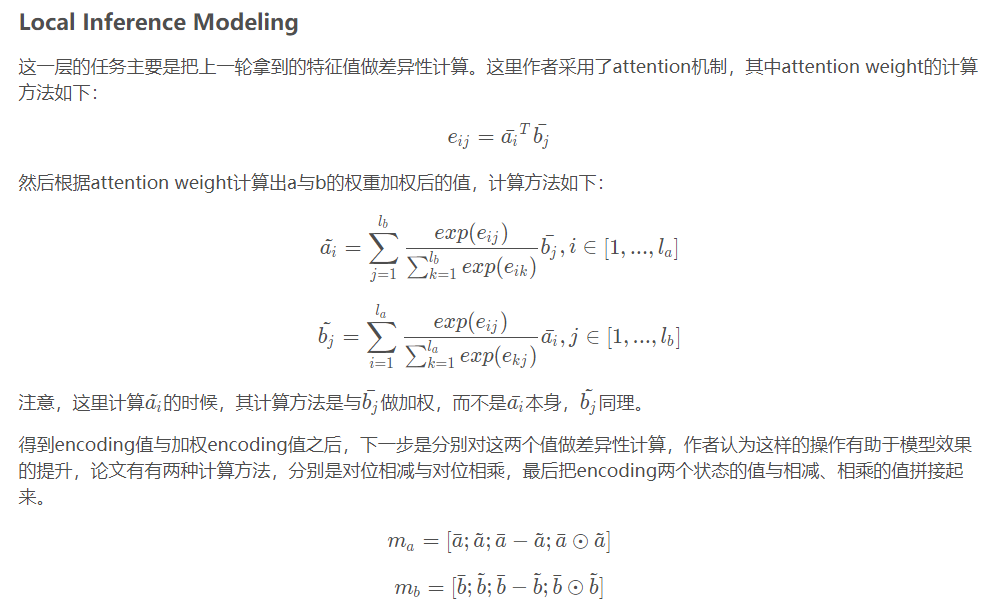 Local Inference Modeling
这一层的任务主要是把上一轮拿到的特征值做差异性计算。这里作者采用了attention机制，其中attention weight的计算
方法如下：
$e_{ij} = \bar{a_i}^T \bar{b_j}$
然后根据attention weight计算出a与b的权重加权后的值，计算方法如下：
$\tilde{a_i} = \sum_{j=1}^{l_b} \frac{exp(e_{ij})}{\sum_{k=1}^{l_b} exp(e_{ik})} \bar{b_j}, i \in [1, ..., l_a]$
$\tilde{b_j} = \sum_{i=1}^{l_a} \frac{exp(e_{ij})}{\sum_{k=1}^{l_a} exp(e_{kj})} \bar{a_i}, j \in [1, ..., l_b]$
注意，这里计算$\tilde{a_i}$的时候，其计算方法是与$\bar{b_j}$做加权，而不是$\bar{a_i}$本身，$\tilde{b_j}$同理。
得到encoding值与加权encoding值之后，下一步是分别对这两个值做差异性计算，作者认为这样的操作有助于模型效果
的提升，论文有有两种计算方法，分别是对位相减与对位相乘，最后把encoding两个状态的值与相减、相乘的值拼接起
来。
$m_a = [\bar{a}; \tilde{a}; \bar{a} - \tilde{a}; \bar{a} \odot \tilde{a}]$
$m_b = [\bar{b}; \tilde{b}; \bar{b} - \tilde{b}; \bar{b} \odot \tilde{b}]$